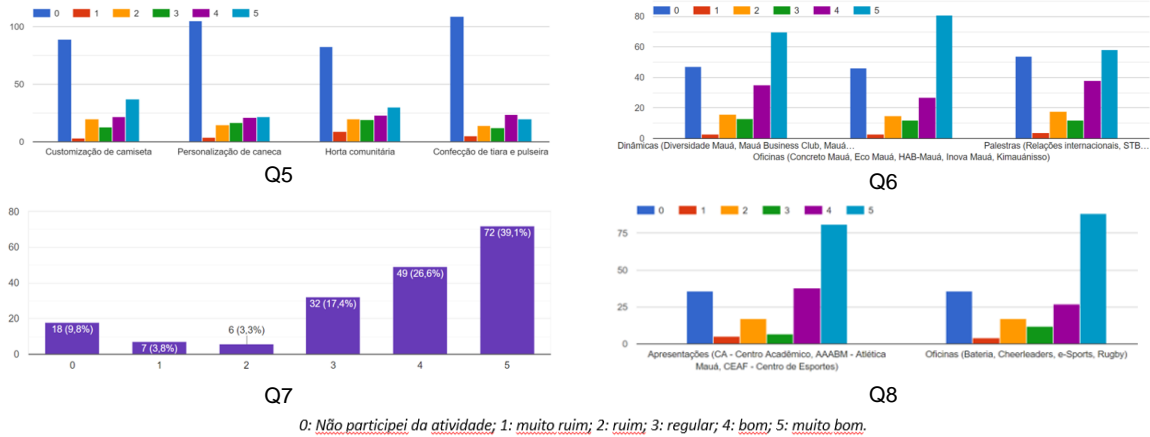 0 1 2 3 4 5
100
50
0
Customização de camiseta Personalização de caneca Horta comunitária Confecção de tiara e pulseira
Q5
0 1 2 3 4 5
80
60
40
20
0
Dinâmicas (Diversidade Mauá, Mauá Business Club, Mauá… Palestras (Relações internacionais, STB…
Oficinas (Concreto Mauá, Eco Mauá, HAB-Mauá, Inova Mauá, Kimauánisso)
Q6
80
60
40
20
0
18 (9,8%) 7 (3,8%) 6 (3,3%) 32 (17,4%) 49 (26,6%) 72 (39,1%)
0 1 2 3 4 5
Q7
0 1 2 3 4 5
75
50
25
0
Apresentações (CA - Centro Acadêmico, AAABM - Atlética
Mauá, CEAF - Centro de Esportes)
Oficinas (Bateria, Cheerleaders, e-Sports, Rugby)
Q8
0: Não participei da atividade; 1: muito ruim; 2: ruim; 3: regular; 4: bom; 5: muito bom.